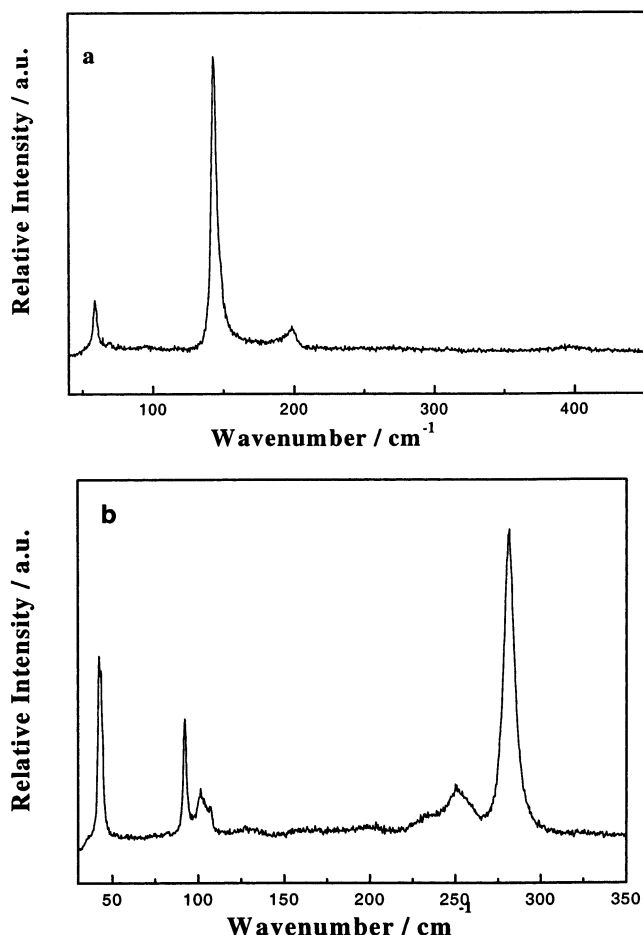 a
Relative Intensity / a.u.
100 200 300 400
Wavenumber / cm-1
b
Relative Intensity / a.u.
50 100 150 200 250 300 350
Wavenumber / cm-1